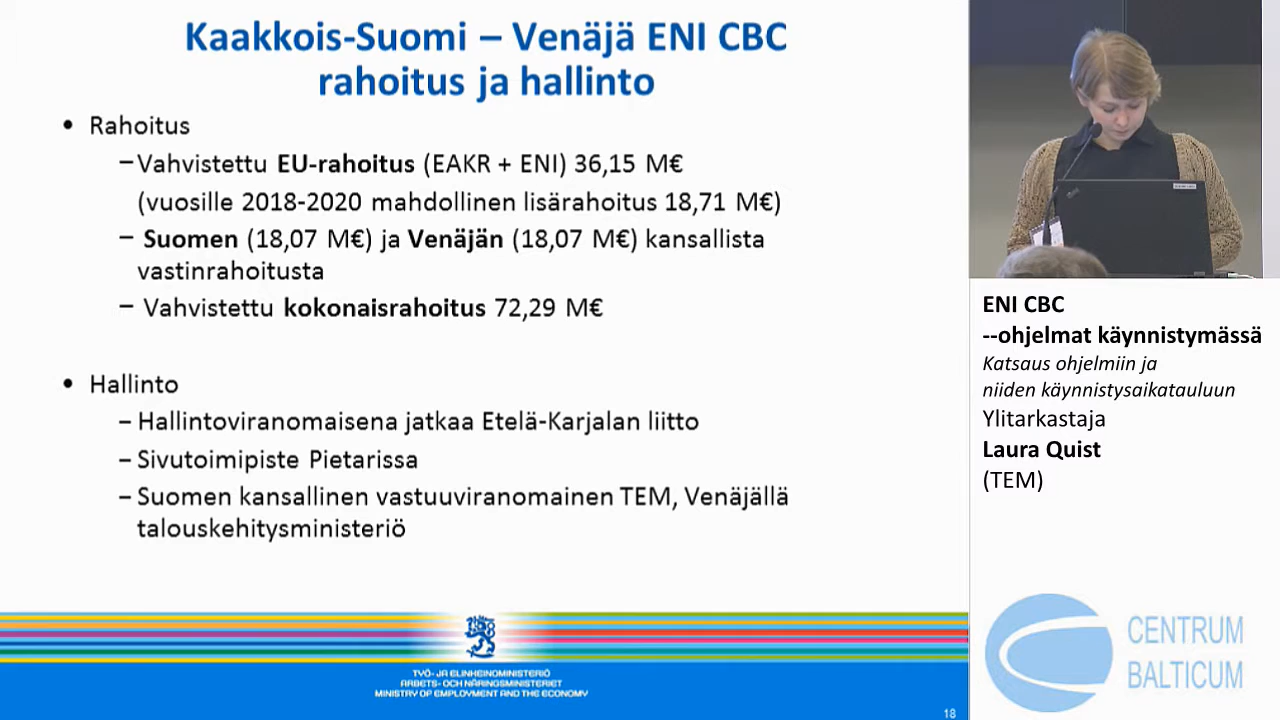 Kaakkois-Suomi – Venäjä ENI CBC
rahoitus ja hallinto
• Rahoitus
– Vahvistettu EU-rahoitus (EAKR + ENI) 36,15 M€
(vuosille 2018-2020 mahdollinen lisärahoitus 18,71 M€)
– Suomen (18,07 M€) ja Venäjän (18,07 M€) kansallista
vastinrahoitusta
– Vahvistettu kokonaisrahoitus 72,29 M€
• Hallinto
– Hallintoviranomaisena jatkaa Etelä-Karjalan liitto
– Sivutoimipiste Pietarissa
– Suomen kansallinen vastuuviranomainen TEM, Venäjällä
talouskehitysministeriö
TYÖ- JA ELINKEINOMINISTERIÖ
ARBETS- OCH NÄRINGSMINISTERIET
MINISTRY OF EMPLOYMENT AND THE ECONOMY
18
ENI CBC
--ohjelmat käynnistymässä
Katsaus ohjelmiin ja
niiden käynnistysaikatauluun
Ylitarkastaja
Laura Quist
(TEM)
CENTRUM
BALTICUM